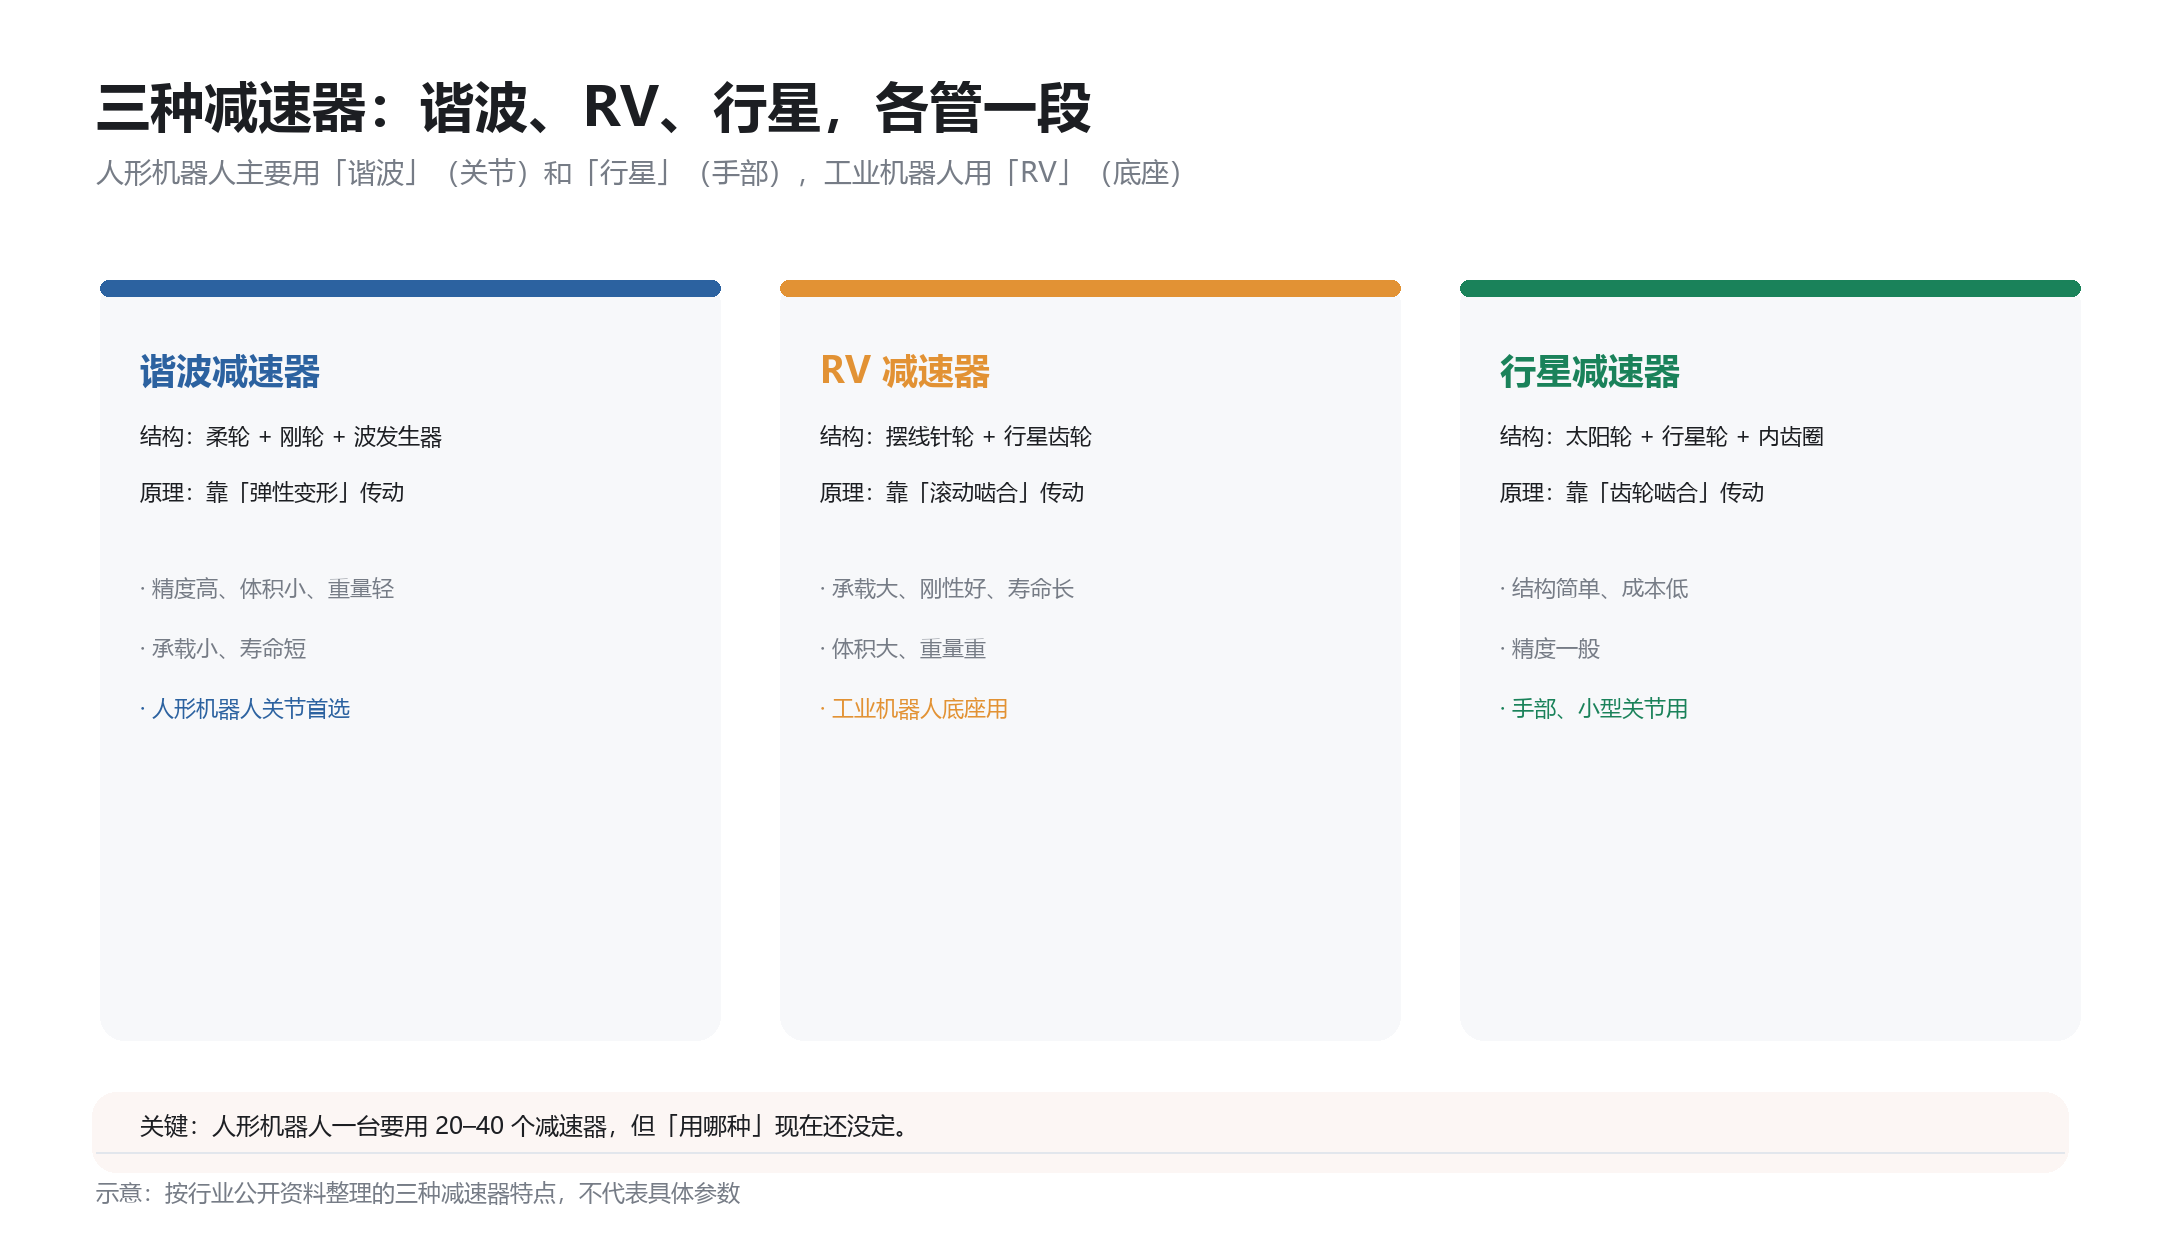 三种减速器：谐波、RV、行星，各管一段
人形机器人主要用「谐波」（关节）和「行星」（手部），工业机器人用「RV」（底座）
谐波减速器
结构：柔轮 + 刚轮 + 波发生器
原理：靠「弹性变形」传动
· 精度高、体积小、重量轻
· 承载小、寿命短
· 人形机器人关节首选
RV 减速器
结构：摆线针轮 + 行星齿轮
原理：靠「滚动啮合」传动
· 承载大、刚性好、寿命长
· 体积大、重量重
· 工业机器人底座用
行星减速器
结构：太阳轮 + 行星轮 + 内齿圈
原理：靠「齿轮啮合」传动
· 结构简单、成本低
· 精度一般
· 手部、小型关节用
关键：人形机器人一台要用 20–40 个减速器，但「用哪种」现在还没定。
示意：按行业公开资料整理的三种减速器特点，不代表具体参数